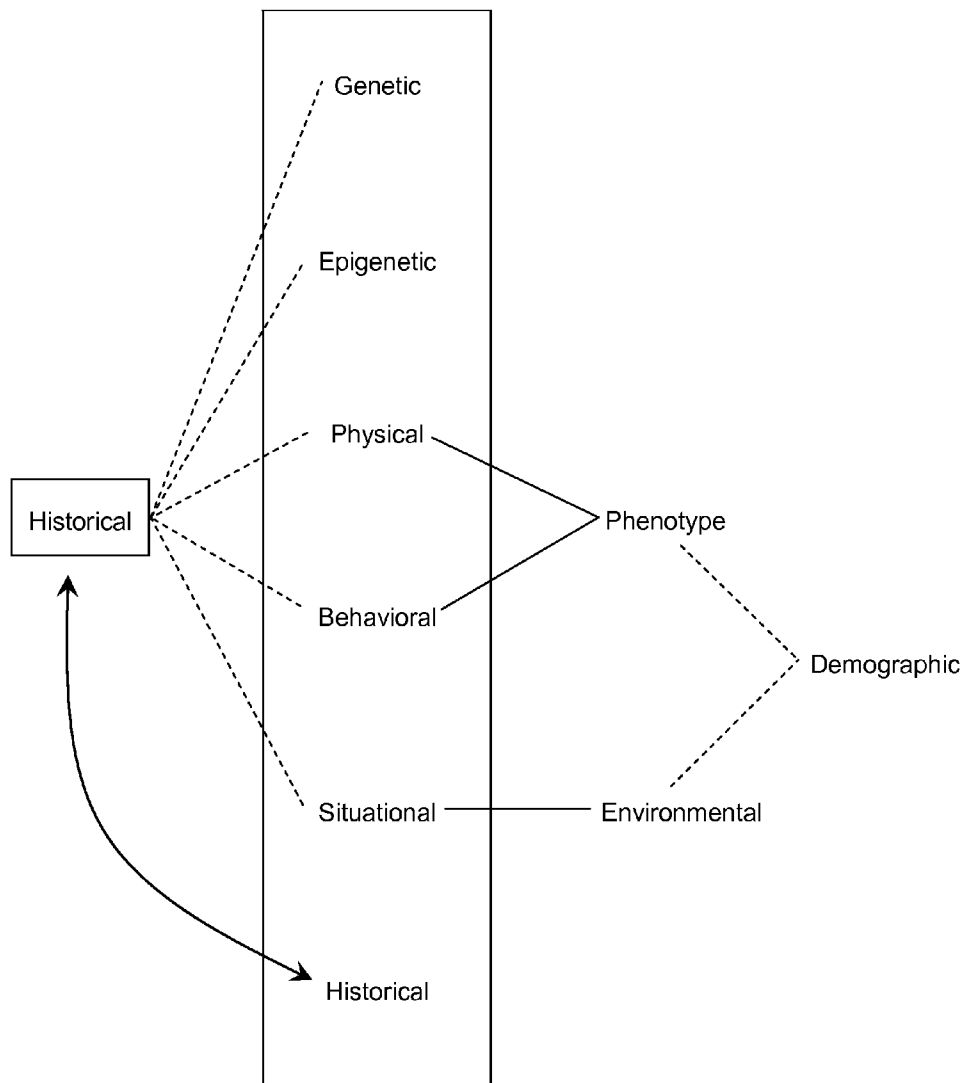 Genetic
Epigenetic
Physical
Historical
Phenotype
Behavioral
Demographic
Situational
Environmental
Historical